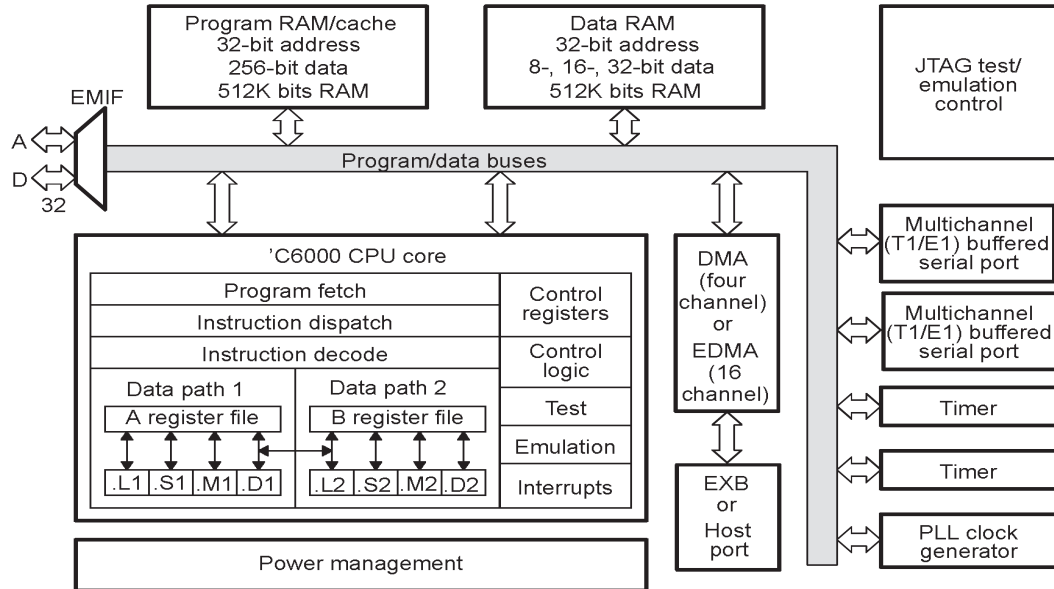 Program RAM/cache
32-bit address
256-bit data
512K bits RAM
Data RAM
32-bit address
8-, 16-, 32-bit data
512K bits RAM
JTAG test/
emulation
control
EMIF
A
D
32
Program/data buses
'C6000 CPU core
Program fetch
Instruction dispatch
Instruction decode
Data path 1
A register file
.L1 .S1 .M1 .D1
Data path 2
B register file
.L2 .S2 .M2 .D2
Control
registers
Control
logic
Test
Emulation
Interrupts
Power management
DMA
(four
channel)
or
EDMA
(16
channel)
EXB
or
Host
port
Multichannel
(T1/E1) buffered
serial port
Multichannel
(T1/E1) buffered
serial port
Timer
Timer
PLL clock
generator